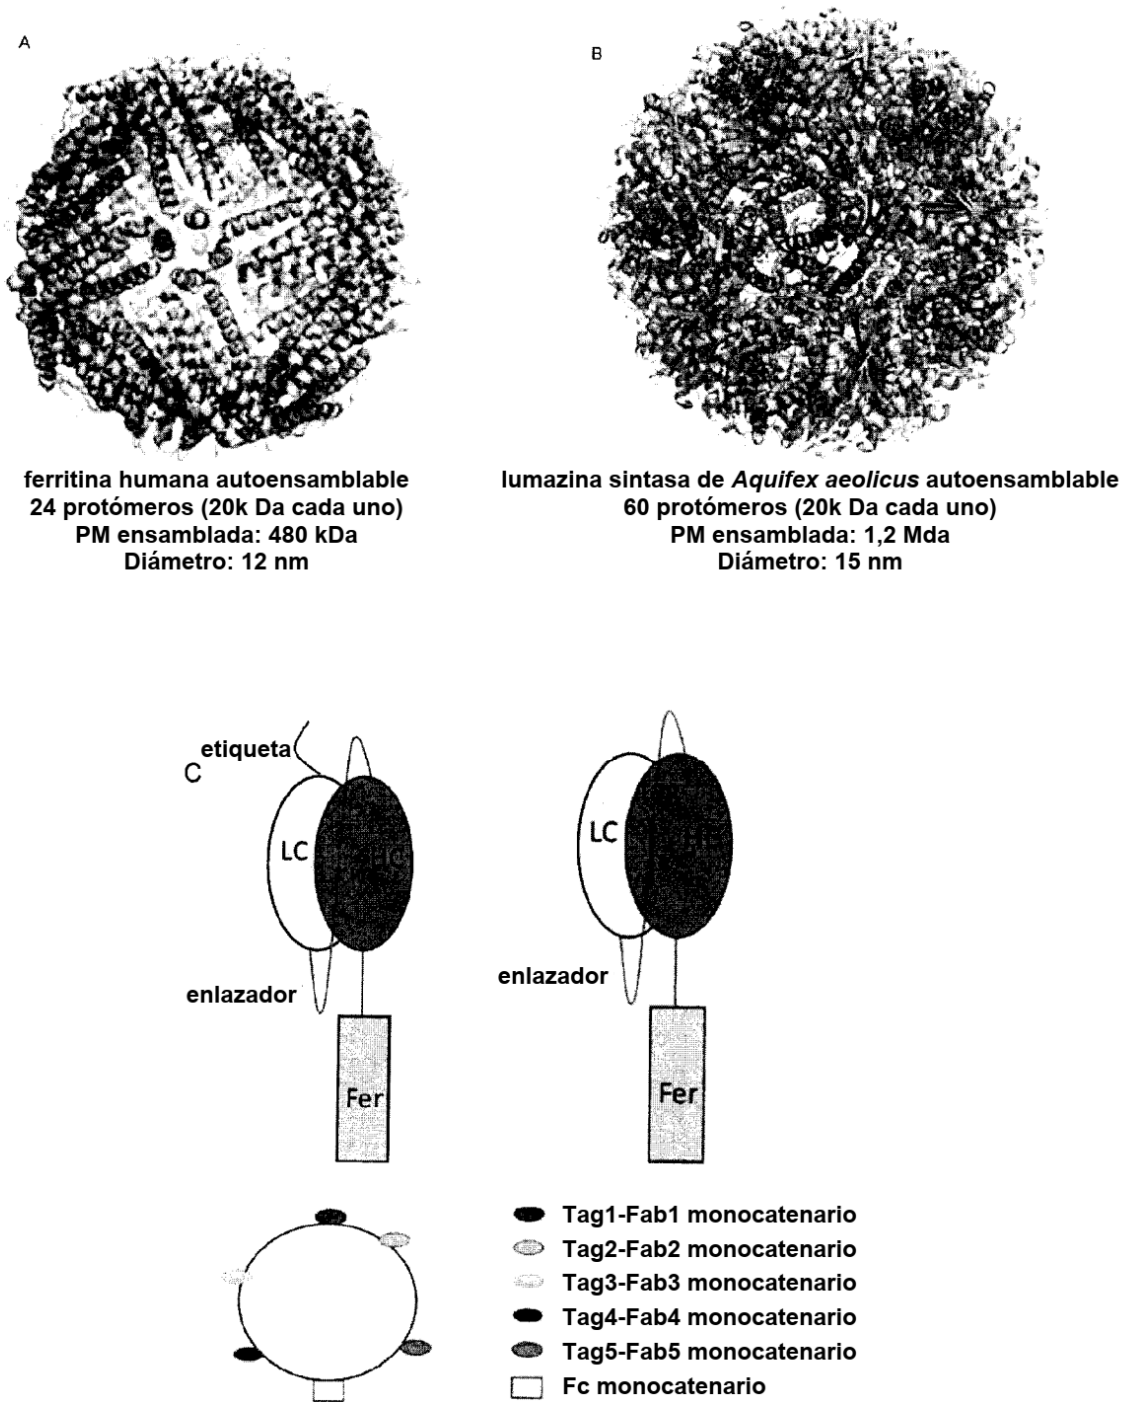 A
B
ferritina humana autoensamblable
24 protómeros (20k Da cada uno)
PM ensamblada: 480 kDa
Diámetro: 12 nm
lumazina sintasa de Aquifex aeolicus autoensamblable
60 protómeros (20k Da cada uno)
PM ensamblada: 1,2 Mda
Diámetro: 15 nm
C
etiqueta
LC
HC
enlazador
Fer
LC
enlazador
Fer
Tag1-Fab1 monocatenario
Tag2-Fab2 monocatenario
Tag3-Fab3 monocatenario
Tag4-Fab4 monocatenario
Tag5-Fab5 monocatenario
Fc monocatenario